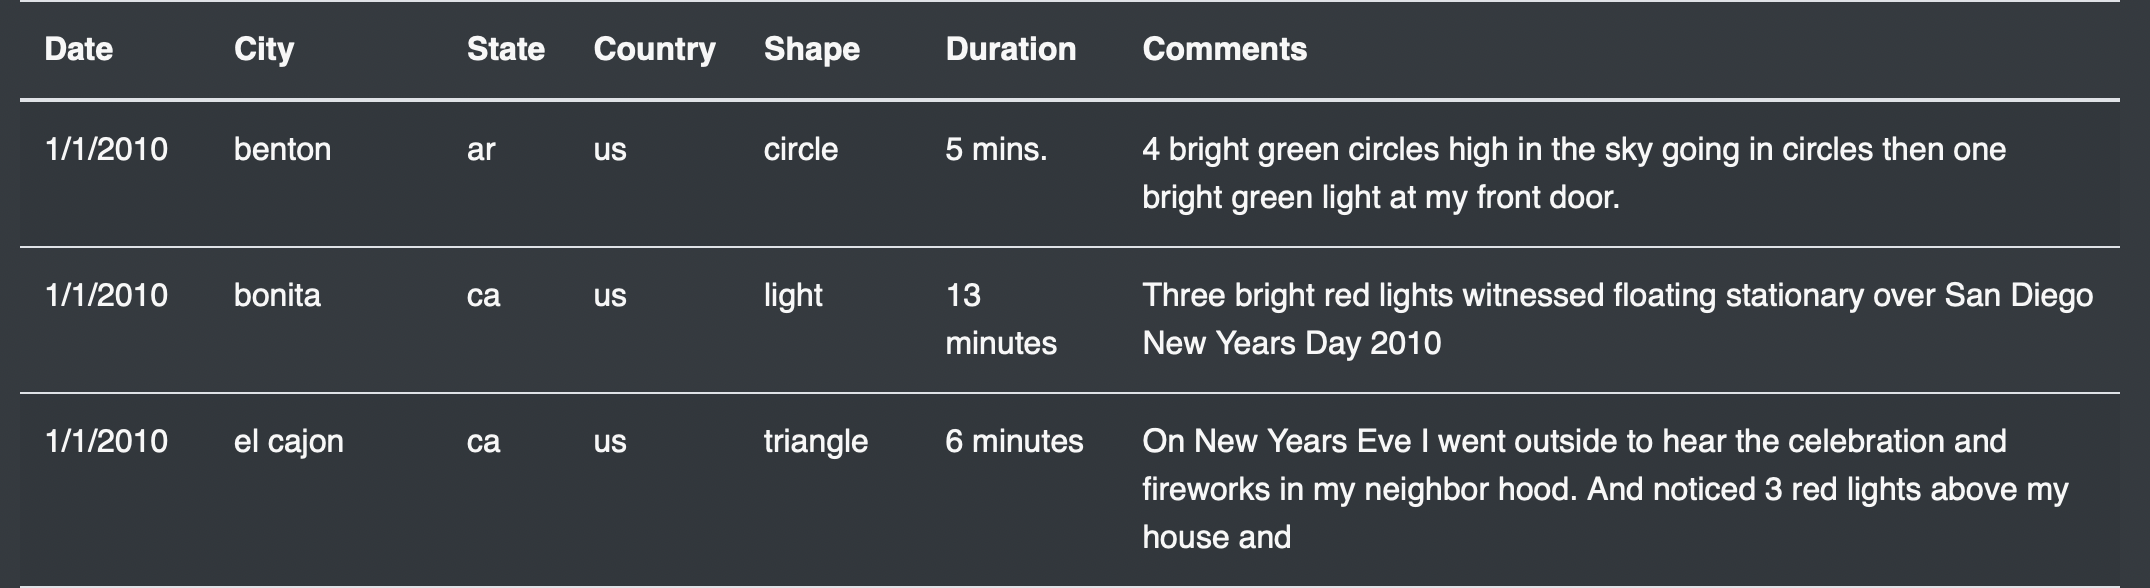 Date City State Country Shape Duration Comments
1/1/2010 benton ar us circle 5 mins. 4 bright green circles high in the sky going in circles then one
bright green light at my front door.
1/1/2010 bonita ca us light 13 Three bright red lights witnessed floating stationary over San Diego
minutes New Years Day 2010
1/1/2010 el cajon ca us triangle 6 minutes On New Years Eve I went outside to hear the celebration and
fireworks in my neighbor hood. And noticed 3 red lights above my
house and